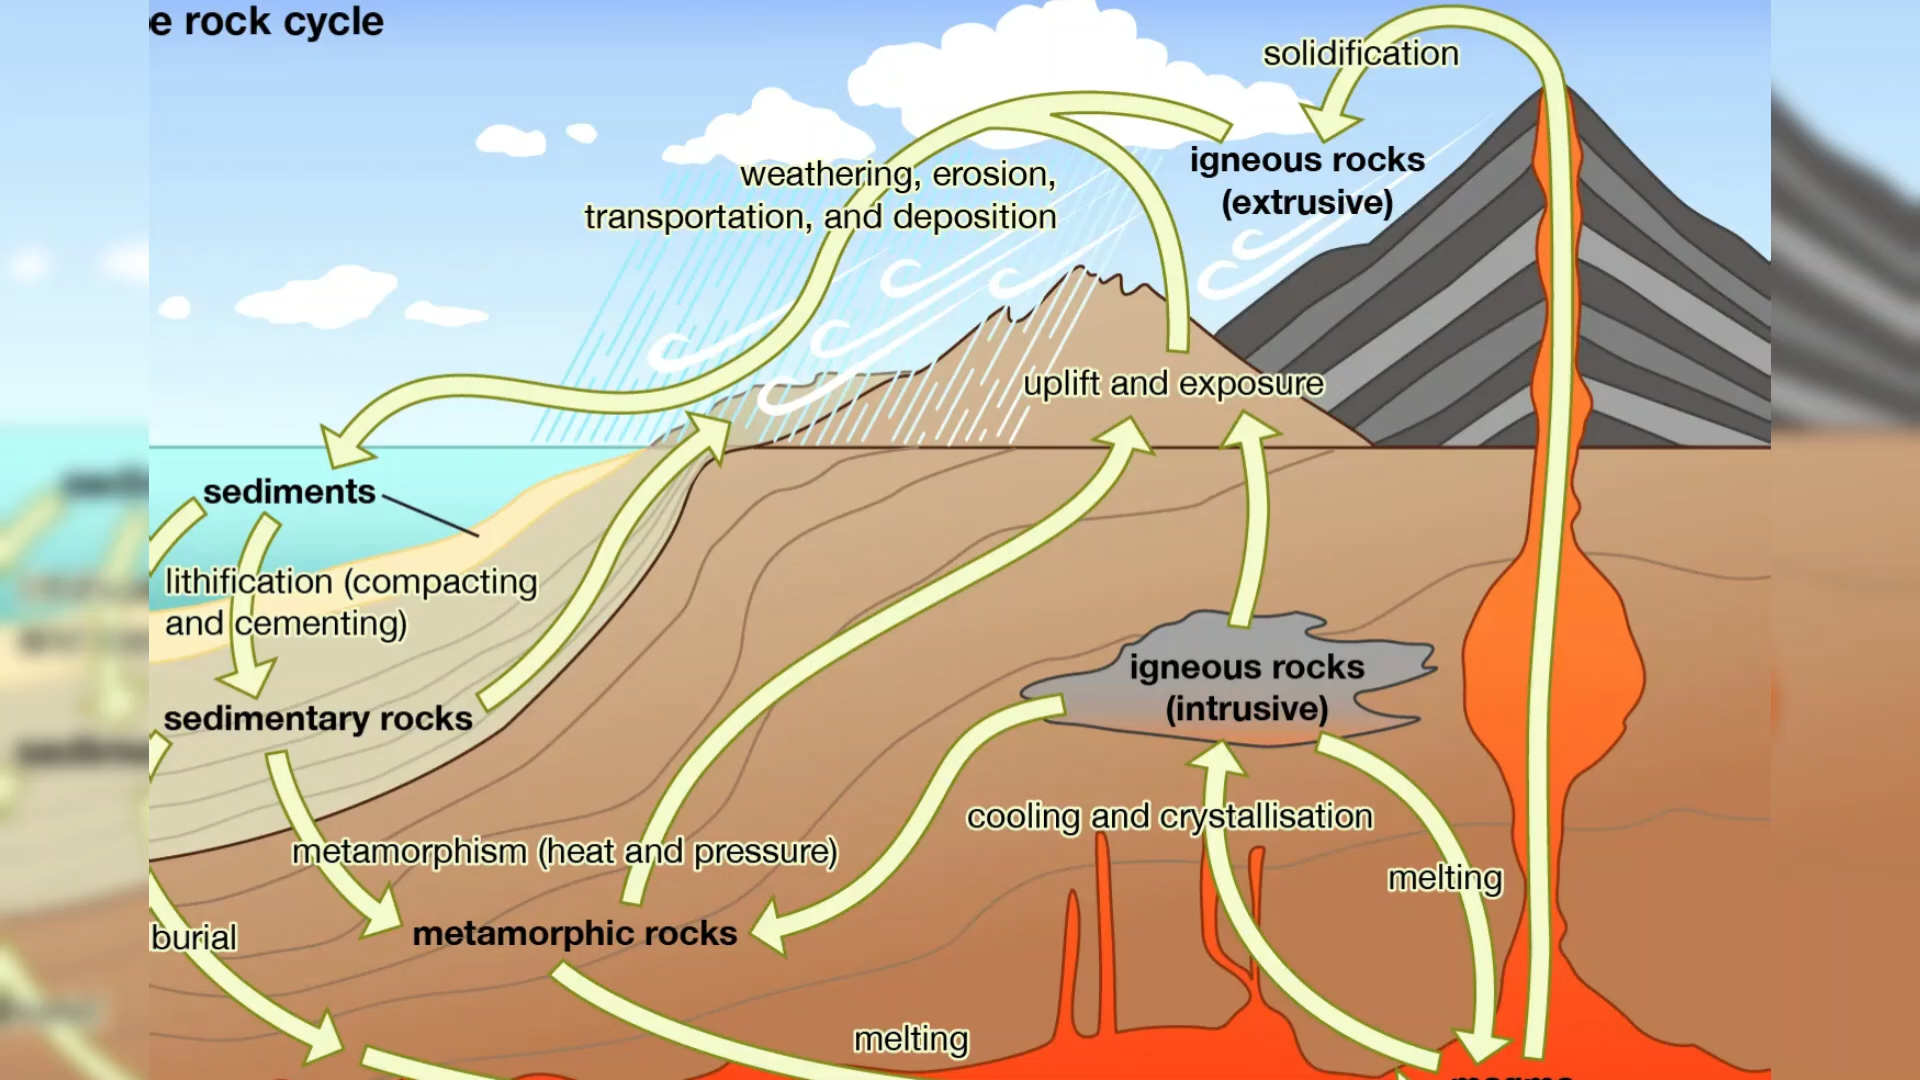 e rock cycle
solidification
igneous rocks
(extrusive)
weathering, erosion,
transportation, and deposition
uplift and exposure
sediments
lithification (compacting
and cementing)
igneous rocks
(intrusive)
sedimentary rocks
cooling and crystallisation
metamorphism (heat and pressure)
melting
metamorphic rocks
burial
melting